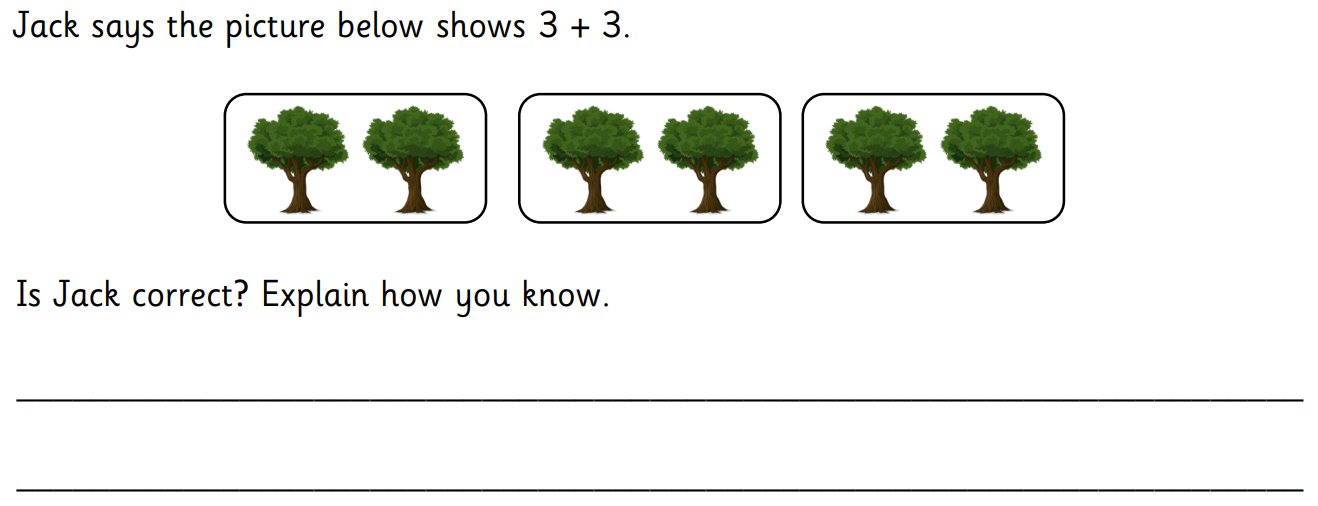 Jack says the picture below shows 3 + 3.
Is Jack correct? Explain how you know.